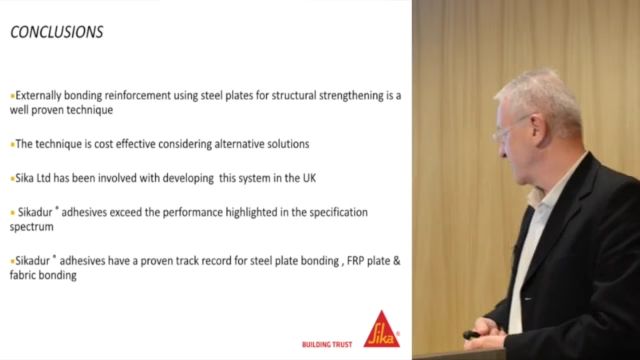 CONCLUSIONS
▪Externally bonding reinforcement using steel plates for structural strengthening is a
well proven technique
▪The technique is cost effective considering alternative solutions
▪Sika Ltd has been involved with developing this system in the UK
▪ Sikadur ® adhesives exceed the performance highlighted in the specification
spectrum
▪Sikadur ® adhesives have a proven track record for steel plate bonding , FRP plate &
fabric bonding
BUILDING TRUST Sika®